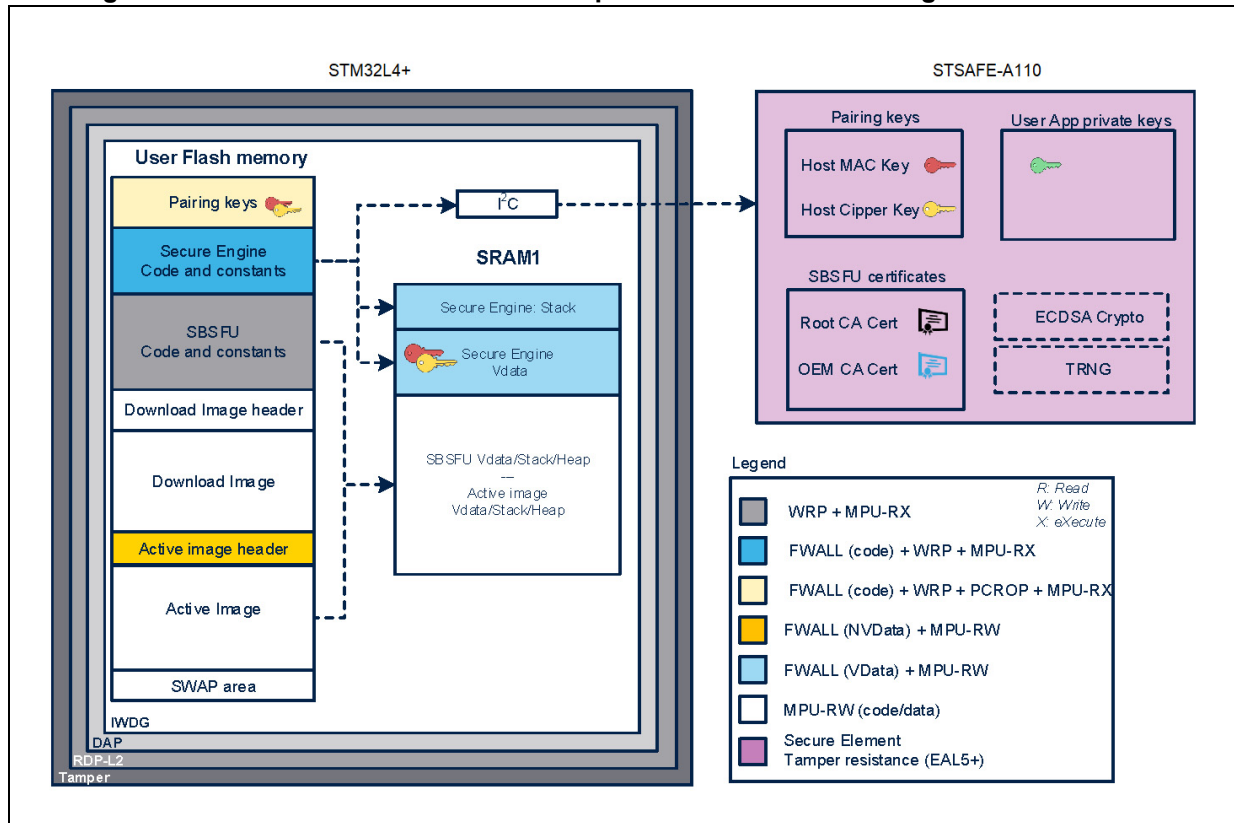 STM32L4+
STSAFE-A110
User Flash memory
Pairing keys
Secure Engine
Code and constants
SBSFU
Code and constants
Download Image header
Download Image
Active image header
Active Image
SWAP area
IWDG
DAP
RDP-L2
Tamper
I²C
SRAM1
Secure Engine: Stack
Secure Engine
Vdata
SBSFU Vdata/Stack/Heap
---
Active image
Vdata/Stack/Heap
Pairing keys
Host MAC Key
Host Cipper Key
User App private keys
SBSFU certificates
Root CA Cert
OEM CA Cert
ECDSA Crypto
TRNG
Legend
R: Read
W: Write
X: eXecute
WRP + MPU-RX
FWALL (code) + WRP + MPU-RX
FWALL (code) + WRP + PCROP + MPU-RX
FWALL (NVData) + MPU-RW
FWALL (VData) + MPU-RW
MPU-RW (code/data)
Secure Element
Tamper resistance (EAL5+)